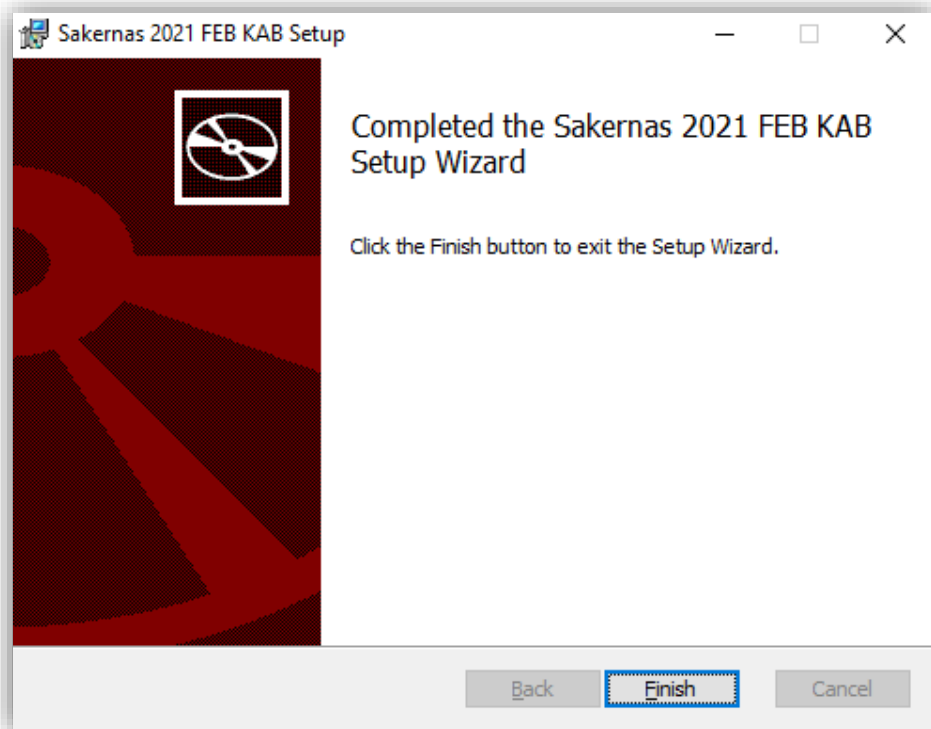 Sakernas 2021 FEB KAB Setup
Completed the Sakernas 2021 FEB KAB
Setup Wizard
Click the Finish button to exit the Setup Wizard.
Back
Finish
Cancel